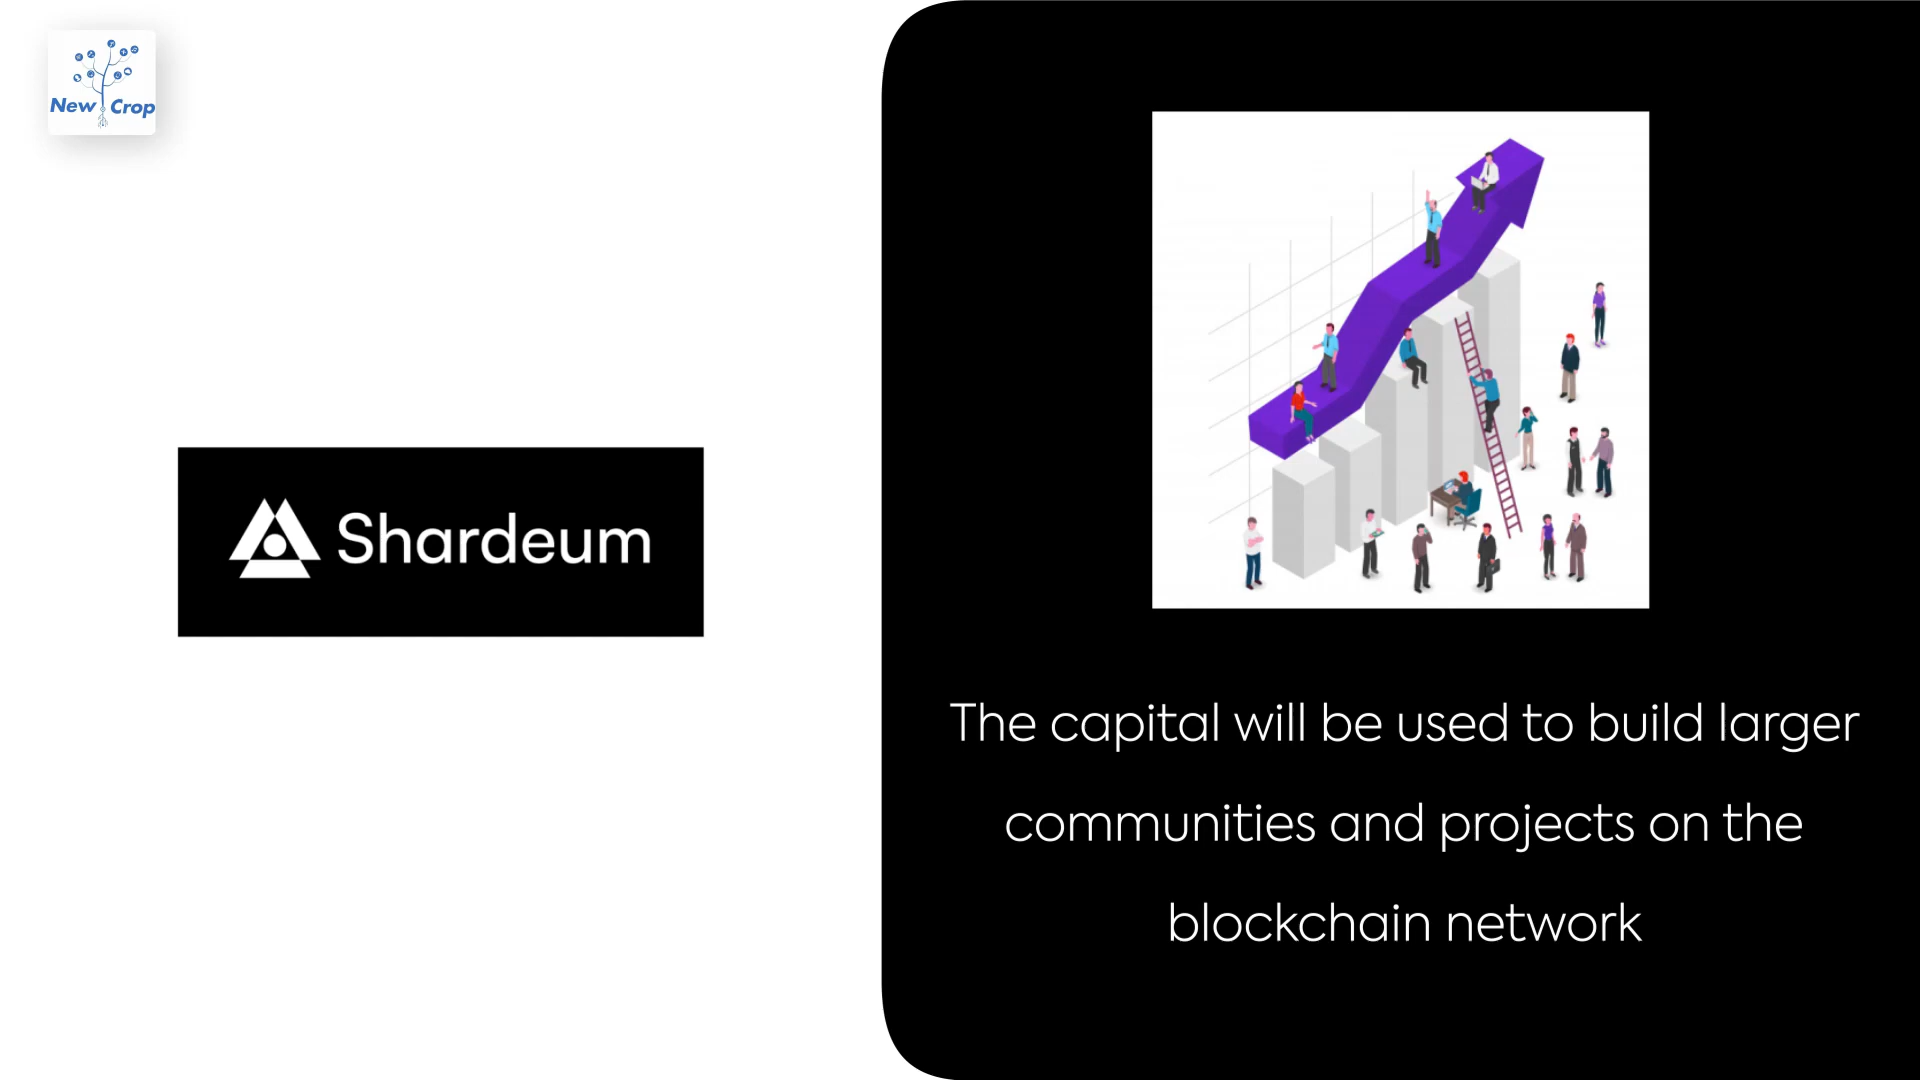 New Crop
Shardeum
The capital will be used to build larger
communities and projects on the
blockchain network